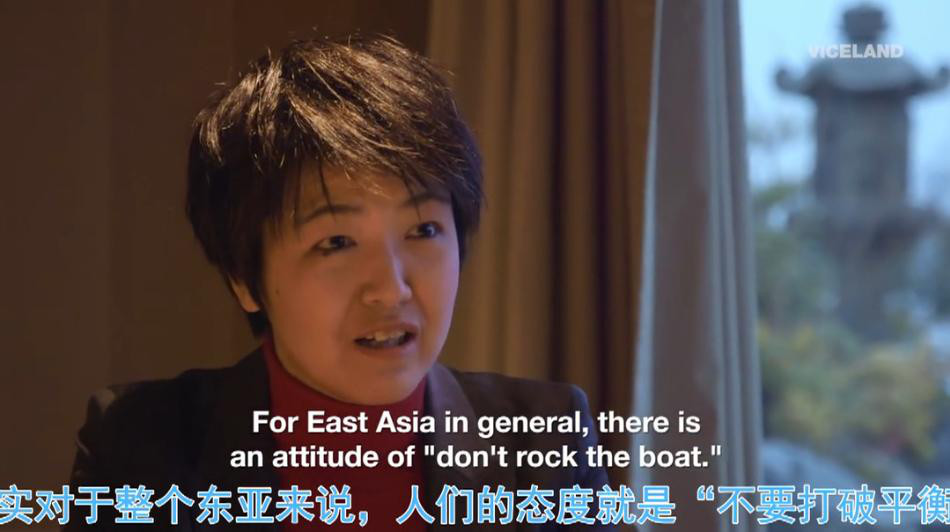 VICELAND
For East Asia in general, there is
an attitude of "don't rock the boat."
实对于整个东亚来说，人们的态度就是“不要打破平衡